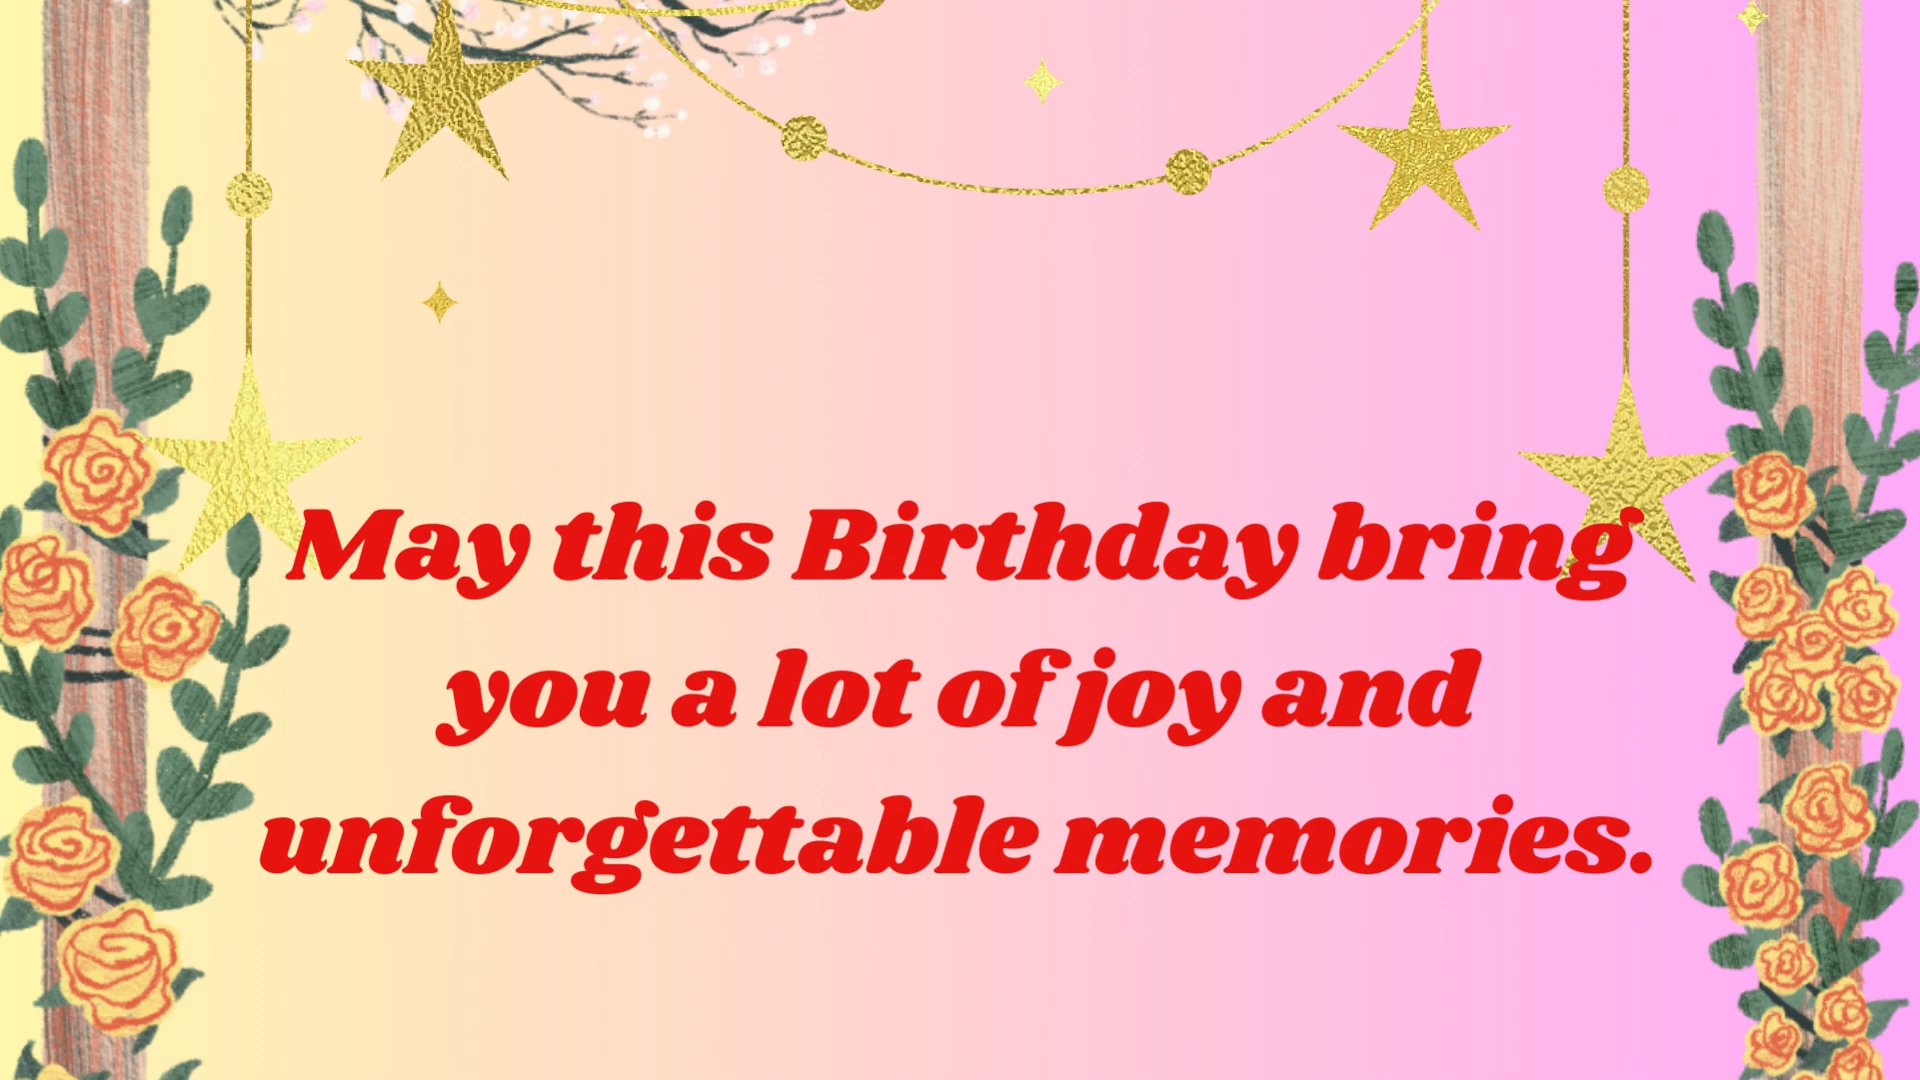 May this Birthday bring
you a lot of joy and
unforgettable memories.